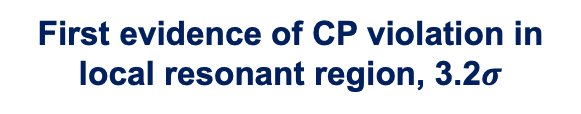 First evidence of CP violation in
local resonant region, 3.2𝜎